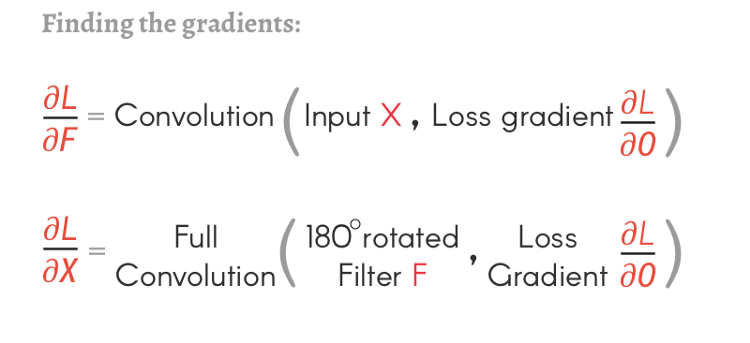 Finding the gradients:
∂L/∂F = Convolution ( Input X , Loss gradient ∂L/∂O )
∂L/∂X = Full Convolution ( 180° rotated Filter F , Loss Gradient ∂L/∂O )